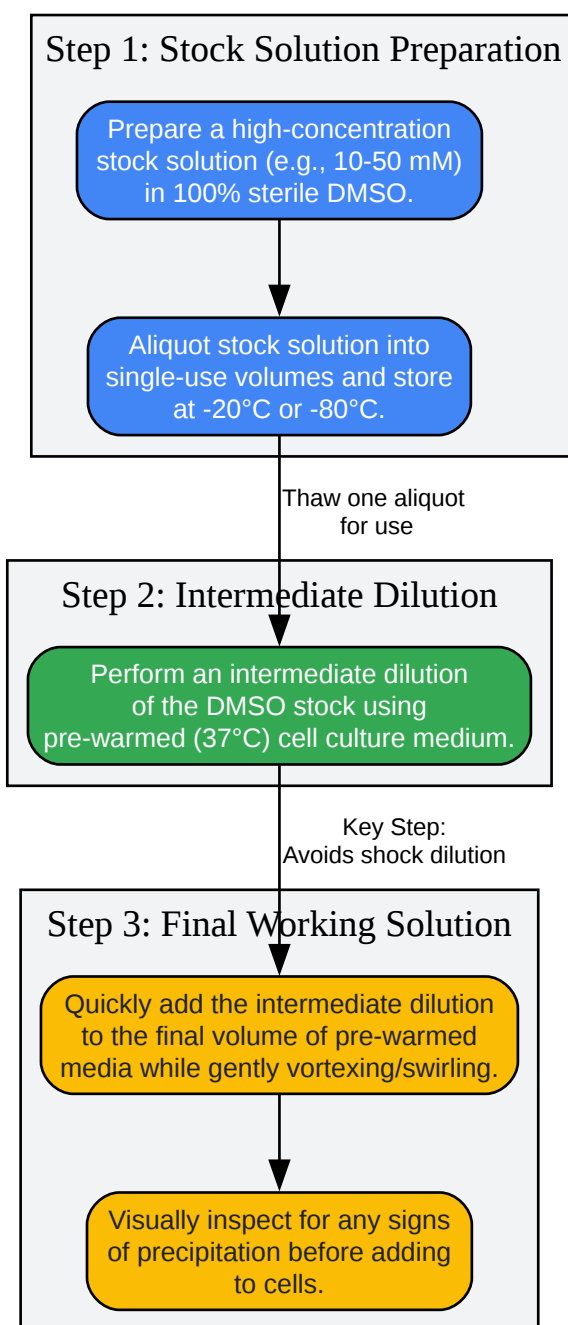 Step 1: Stock Solution Preparation
Prepare a high-concentration
stock solution (e.g., 10-50 mM)
in 100% sterile DMSO.
Aliquot stock solution into
single-use volumes and store
at -20°C or -80°C.
Thaw one aliquot
for use
Step 2: Intermediate Dilution
Perform an intermediate dilution
of the DMSO stock using
pre-warmed (37°C) cell culture medium.
Key Step:
Avoids shock dilution
Step 3: Final Working Solution
Quickly add the intermediate dilution
to the final volume of pre-warmed
media while gently vortexing/swirling.
Visually inspect for any signs
of precipitation before adding
to cells.